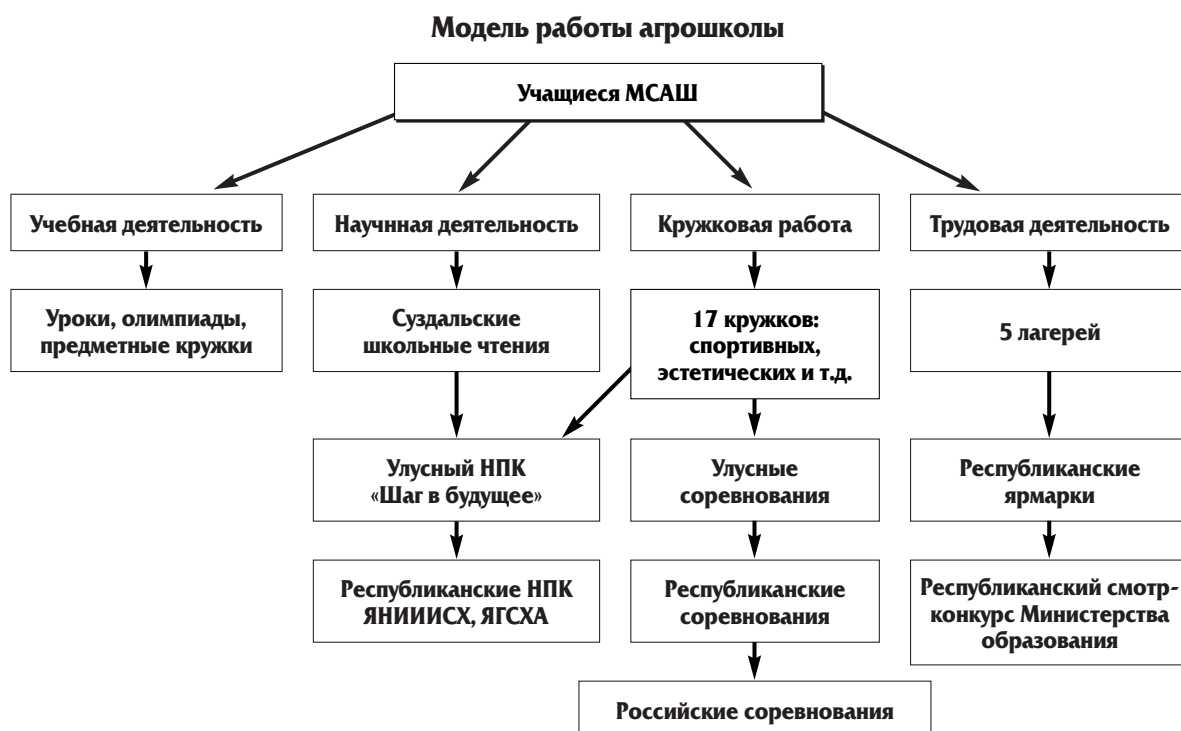 Модель работы агрошколы
Учащиеся МСАШ
Учебная деятельность
Научнная деятельность
Кружковая работа
Трудовая деятельность
Уроки, олимпиады,
предметные кружки
Суздальские
школьные чтения
17 кружков:
спортивных,
эстетических и т.д.
5 лагерей
Улусный НПК
«Шаг в будущее»
Улусные
соревнования
Республиканские
ярмарки
Республиканские НПК
ЯНИИИСХ, ЯГСХА
Республиканские
соревнования
Республиканский смотр-
конкурс Министерства
образования
Российские соревнования